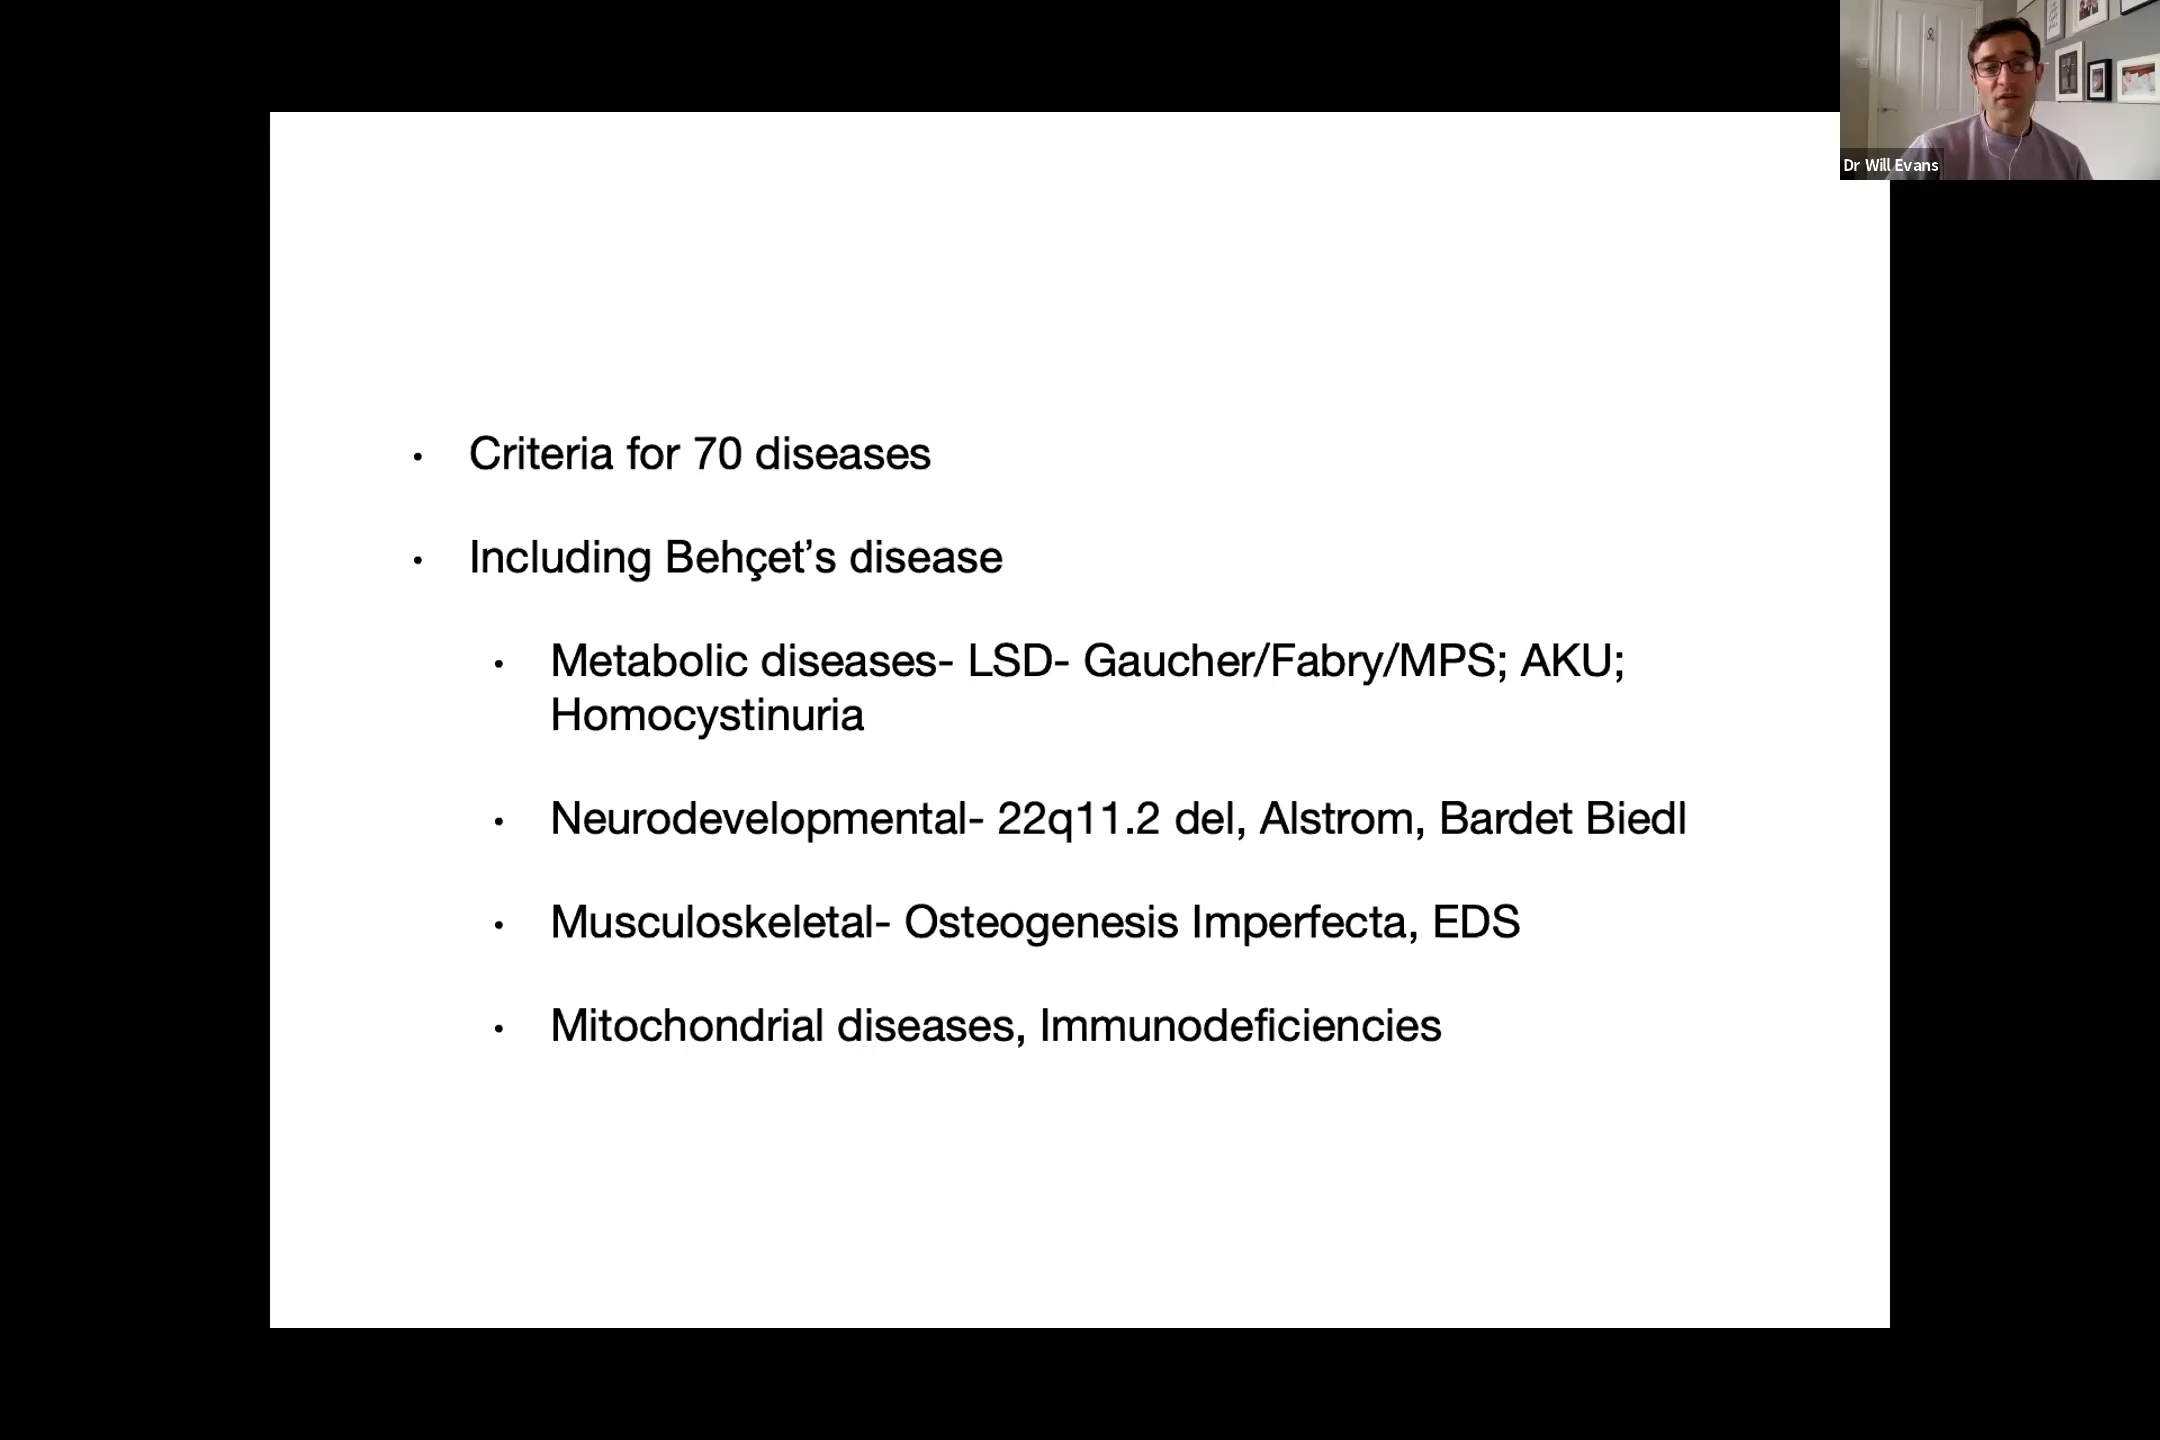 Dr Will Evans
• Criteria for 70 diseases
• Including Behçet’s disease
• Metabolic diseases- LSD- Gaucher/Fabry/MPS; AKU;
Homocystinuria
• Neurodevelopmental- 22q11.2 del, Alstrom, Bardet Biedl
• Musculoskeletal- Osteogenesis Imperfecta, EDS
• Mitochondrial diseases, Immunodeficiencies